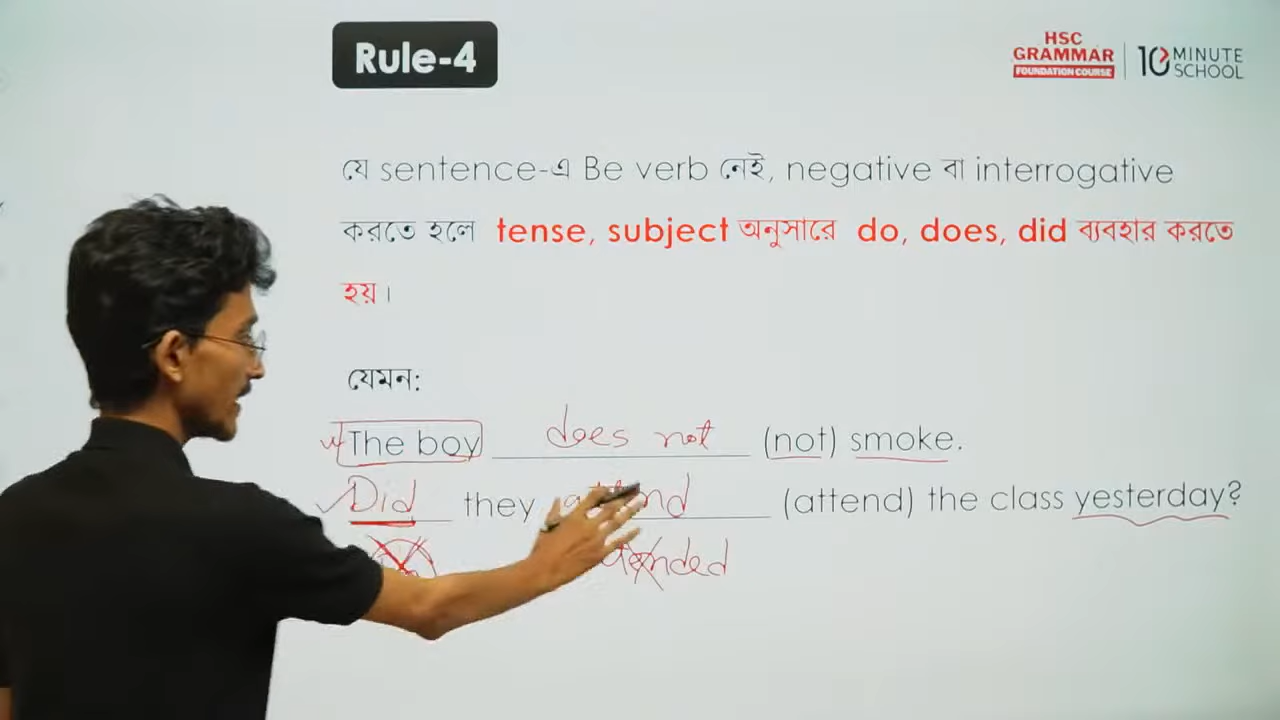 Rule-4
HSC
GRAMMAR
FOUNDATION COURSE
10 MINUTE
SCHOOL
যে sentence-এ Be verb নেই, negative বা interrogative
করতে হলে tense, subject অনুসারে do, does, did ব্যবহার করতে
হয়।
যেমন:
The boy does not (not) smoke.
Did they attend (attend) the class yesterday?